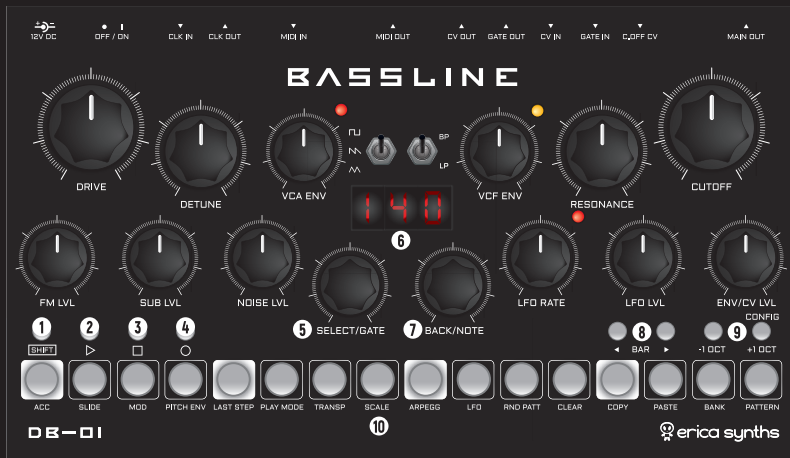 12V DC
OFF / ON
CLK IN
CLK OUT
MIDI IN
MIDI OUT
CV OUT
GATE OUT
CV IN
GATE IN
C.OFF CV
MAIN OUT
BASSLINE
BP
LP
DRIVE
DETUNE
VCA ENV
VCF ENV
RESONANCE
CUTOFF
140
6
FM LVL
SUB LVL
NOISE LVL
LFO RATE
LFO LVL
ENV/CV LVL
5 SELECT/GATE
7 BACK/NOTE
CONFIG
1
2
3
4
8
9
SHIFT
BAR
-1 OCT
+1 OCT
ACC
SLIDE
MOD
PITCH ENV
LAST STEP
PLAY MODE
TRANSP
SCALE
ARPEGG
LFO
RND PATT
CLEAR
COPY
PASTE
BANK
PATTERN
10
DB-01
erica synths